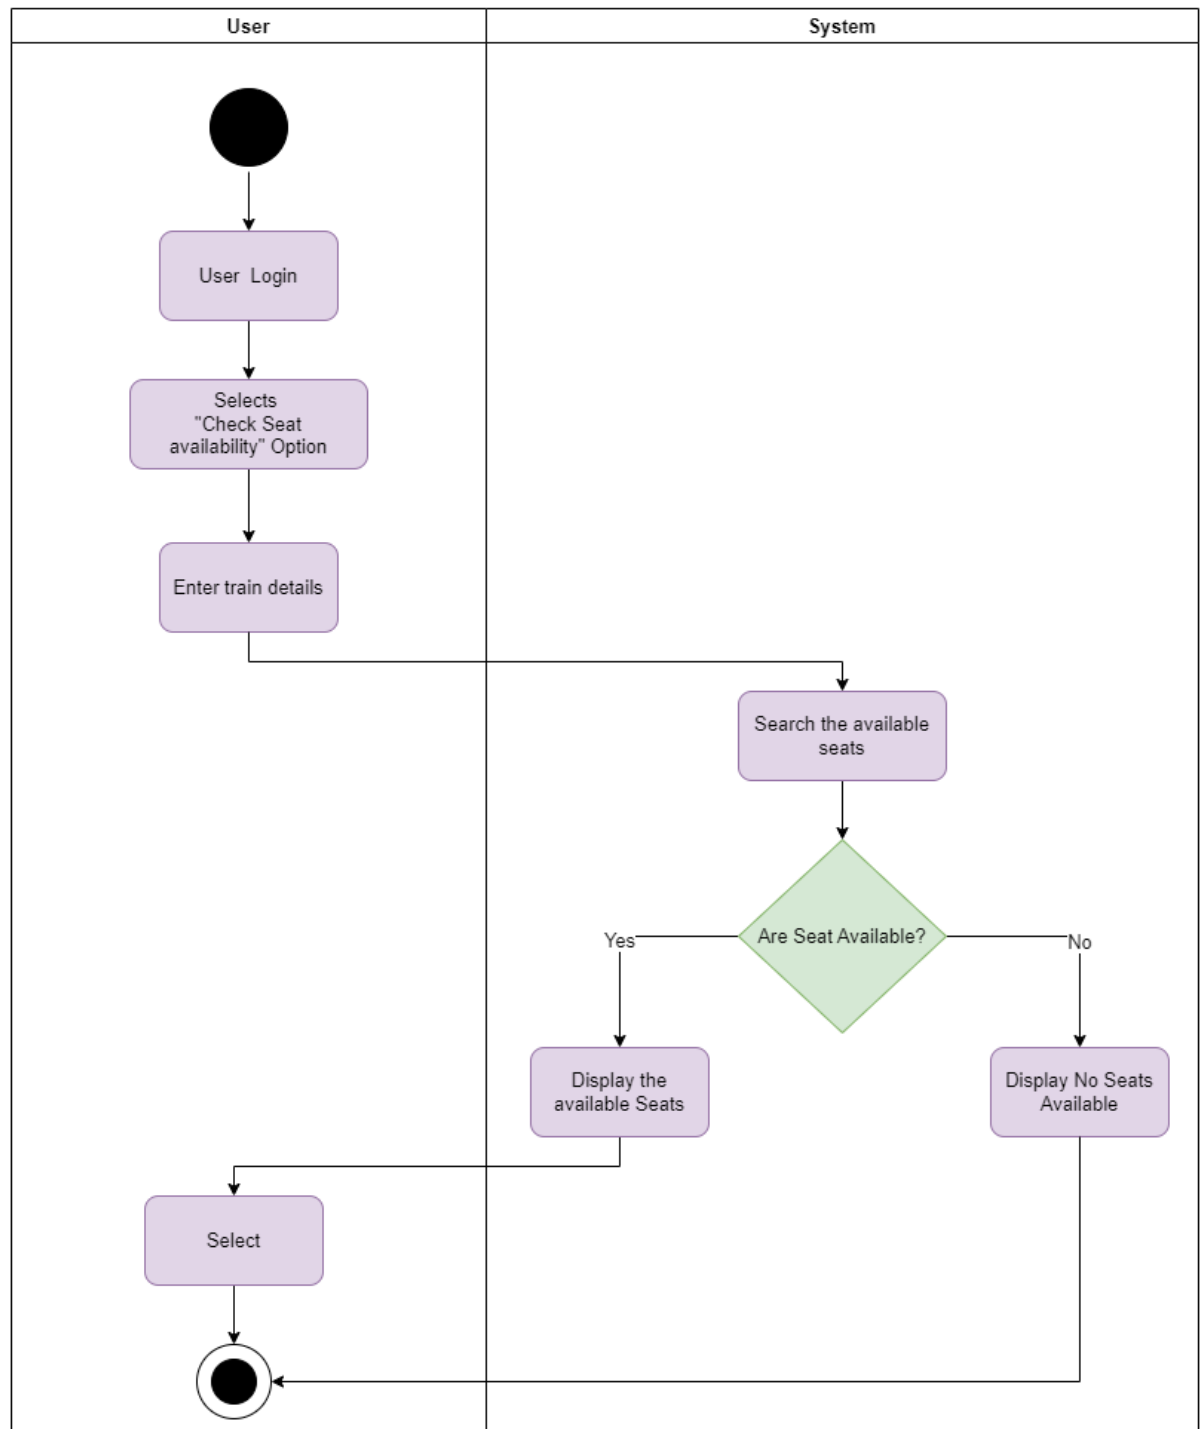 User
System
User  Login
Selects
"Check Seat
availability" Option
Enter train details
Search the available
seats
Are Seat Available?
Yes
No
Display the
available Seats
Display No Seats
Available
Select